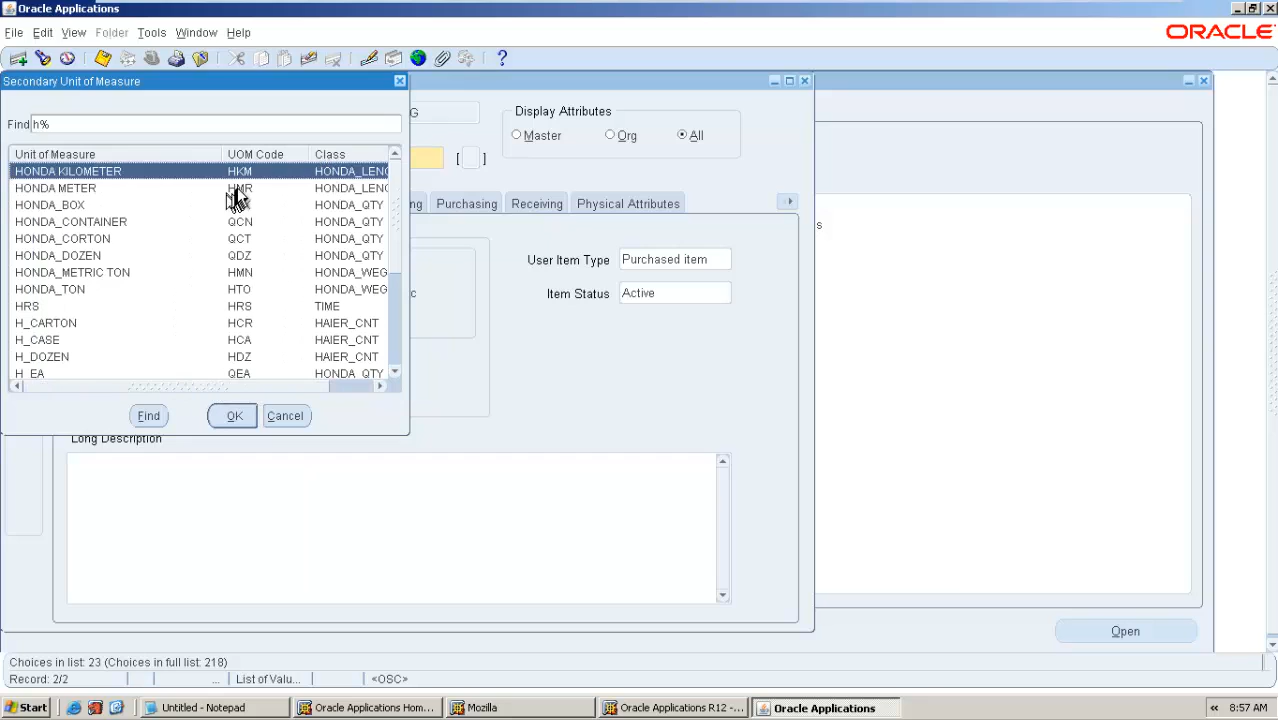 Oracle Applications
File Edit View Folder Tools Window Help
ORACLE
Secondary Unit of Measure
Find h%
Unit of Measure UOM Code Class
HONDA KILOMETER HKM HONDA_LENG
HONDA METER HMR HONDA_LENG
HONDA_BOX HONDA_QTY
HONDA_CONTAINER QCN HONDA_QTY
HONDA_CORTON QCT HONDA_QTY
HONDA_DOZEN QDZ HONDA_QTY
HONDA_METRIC TON HMN HONDA_WEG
HONDA_TON HTO HONDA_WEG
HRS HRS TIME
H_CARTON HCR HAIER_CNT
H_CASE HCA HAIER_CNT
H_DOZEN HDZ HAIER_CNT
H_EA QEA HONDA_QTY
Find OK Cancel
G
Display Attributes
Master Org All
[ ]
ng Purchasing Receiving Physical Attributes
s
User Item Type Purchased item
c
Item Status Active
Long Description
Open
Choices in list: 23 (Choices in full list: 218)
Record: 2/2 ... List of Valu... <OSC>
Start Untitled - Notepad Oracle Applications Hom... Mozilla Oracle Applications R12 -... Oracle Applications « 8:57 AM